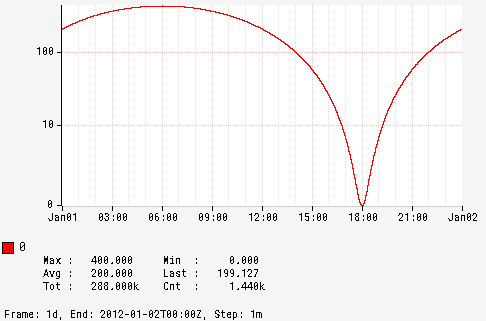 100
10
0
Jan01 03:00 06:00 09:00 12:00 15:00 18:00 21:00 Jan02
0
Max : 400.000 Min : 0.000
Avg : 200.000 Last : 199.127
Tot : 288.000k Cnt : 1.440k
Frame: 1d, End: 2012-01-02T00:00Z, Step: 1m